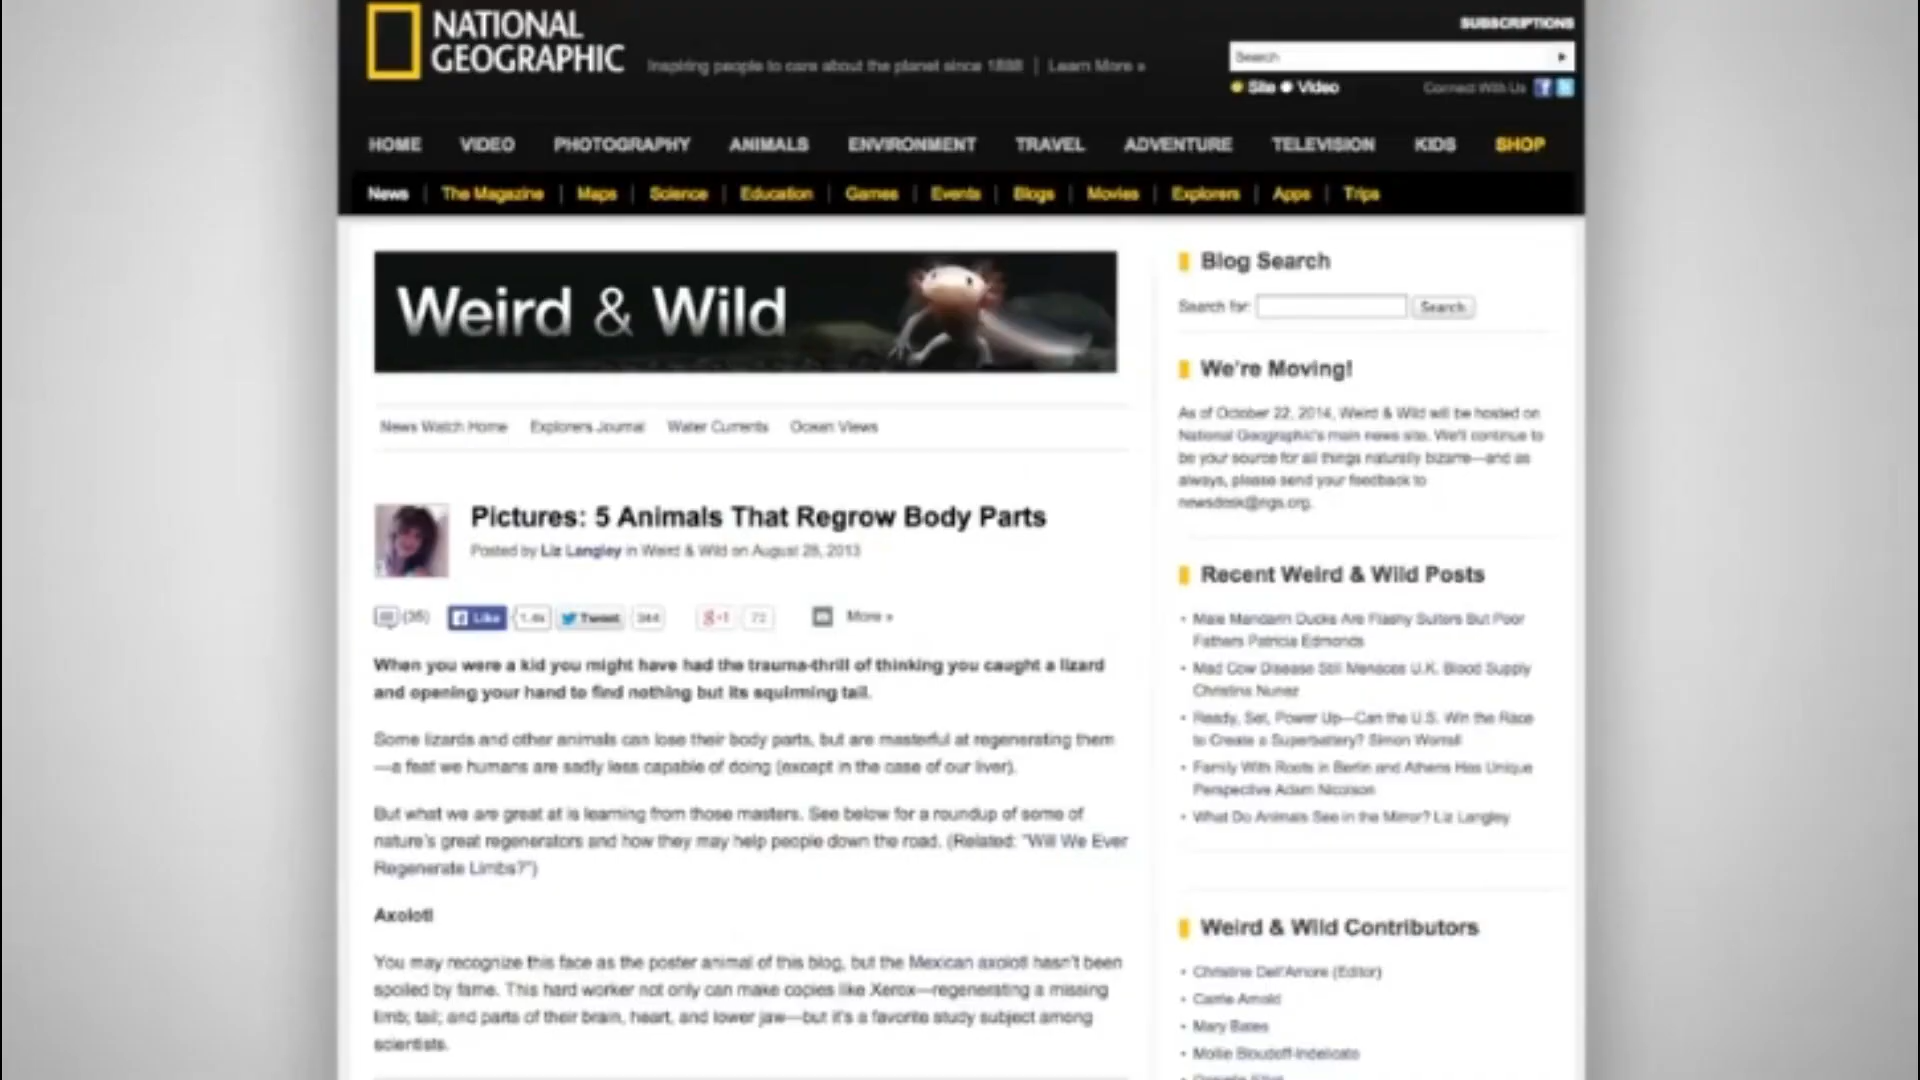 NATIONAL
GEOGRAPHIC
Inspiring people to care about the planet since 1888 | Learn More »
SUBSCRIPTIONS
Search
Site Video
Connect With Us
HOME VIDEO PHOTOGRAPHY ANIMALS ENVIRONMENT TRAVEL ADVENTURE TELEVISION KIDS SHOP
News | The Magazine | Maps | Science | Education | Games | Events | Blogs | Movies | Explorers | Apps | Trips
Weird & Wild
News Watch Home Explorers Journal Water Currents Ocean Views
Pictures: 5 Animals That Regrow Body Parts
Posted by Liz Langley in Weird & Wild on August 28, 2013
(35) Like 1.4k Tweet 344 +1 72 More »
When you were a kid you might have had the trauma-thrill of thinking you caught a lizard
and opening your hand to find nothing but its squirming tail.
Some lizards and other animals can lose their body parts, but are masterful at regenerating them
—a feat we humans are sadly less capable of doing (except in the case of our liver).
But what we are great at is learning from those masters. See below for a roundup of some of
nature's great regenerators and how they may help people down the road. (Related: "Will We Ever
Regenerate Limbs?")
Axolotl
You may recognize this face as the poster animal of this blog, but the Mexican axolotl hasn't been
spoiled by fame. This hard worker not only can make copies like Xerox—regenerating a missing
limb; tail; and parts of their brain, heart, and lower jaw—but it's a favorite study subject among
scientists.
Blog Search
Search for: Search
We're Moving!
As of October 22, 2014, Weird & Wild will be hosted on
National Geographic's main news site. We'll continue to
be your source for all things naturally bizarre—and as
always, please send your feedback to
newsdesk@ngs.org.
Recent Weird & Wild Posts
• Male Mandarin Ducks Are Flashy Suitors But Poor
Fathers Patricia Edmonds
• Mad Cow Disease Still Menaces U.K. Blood Supply
Christina Nunez
• Ready, Set, Power Up—Can the U.S. Win the Race
to Create a Superbattery? Simon Worrall
• Family With Roots in Berlin and Athens Has Unique
Perspective Adam Nicolson
• What Do Animals See in the Mirror? Liz Langley
Weird & Wild Contributors
• Christine Dell'Amore (Editor)
• Carrie Arnold
• Mary Bates
• Mollie Bloudoff-Indelicato